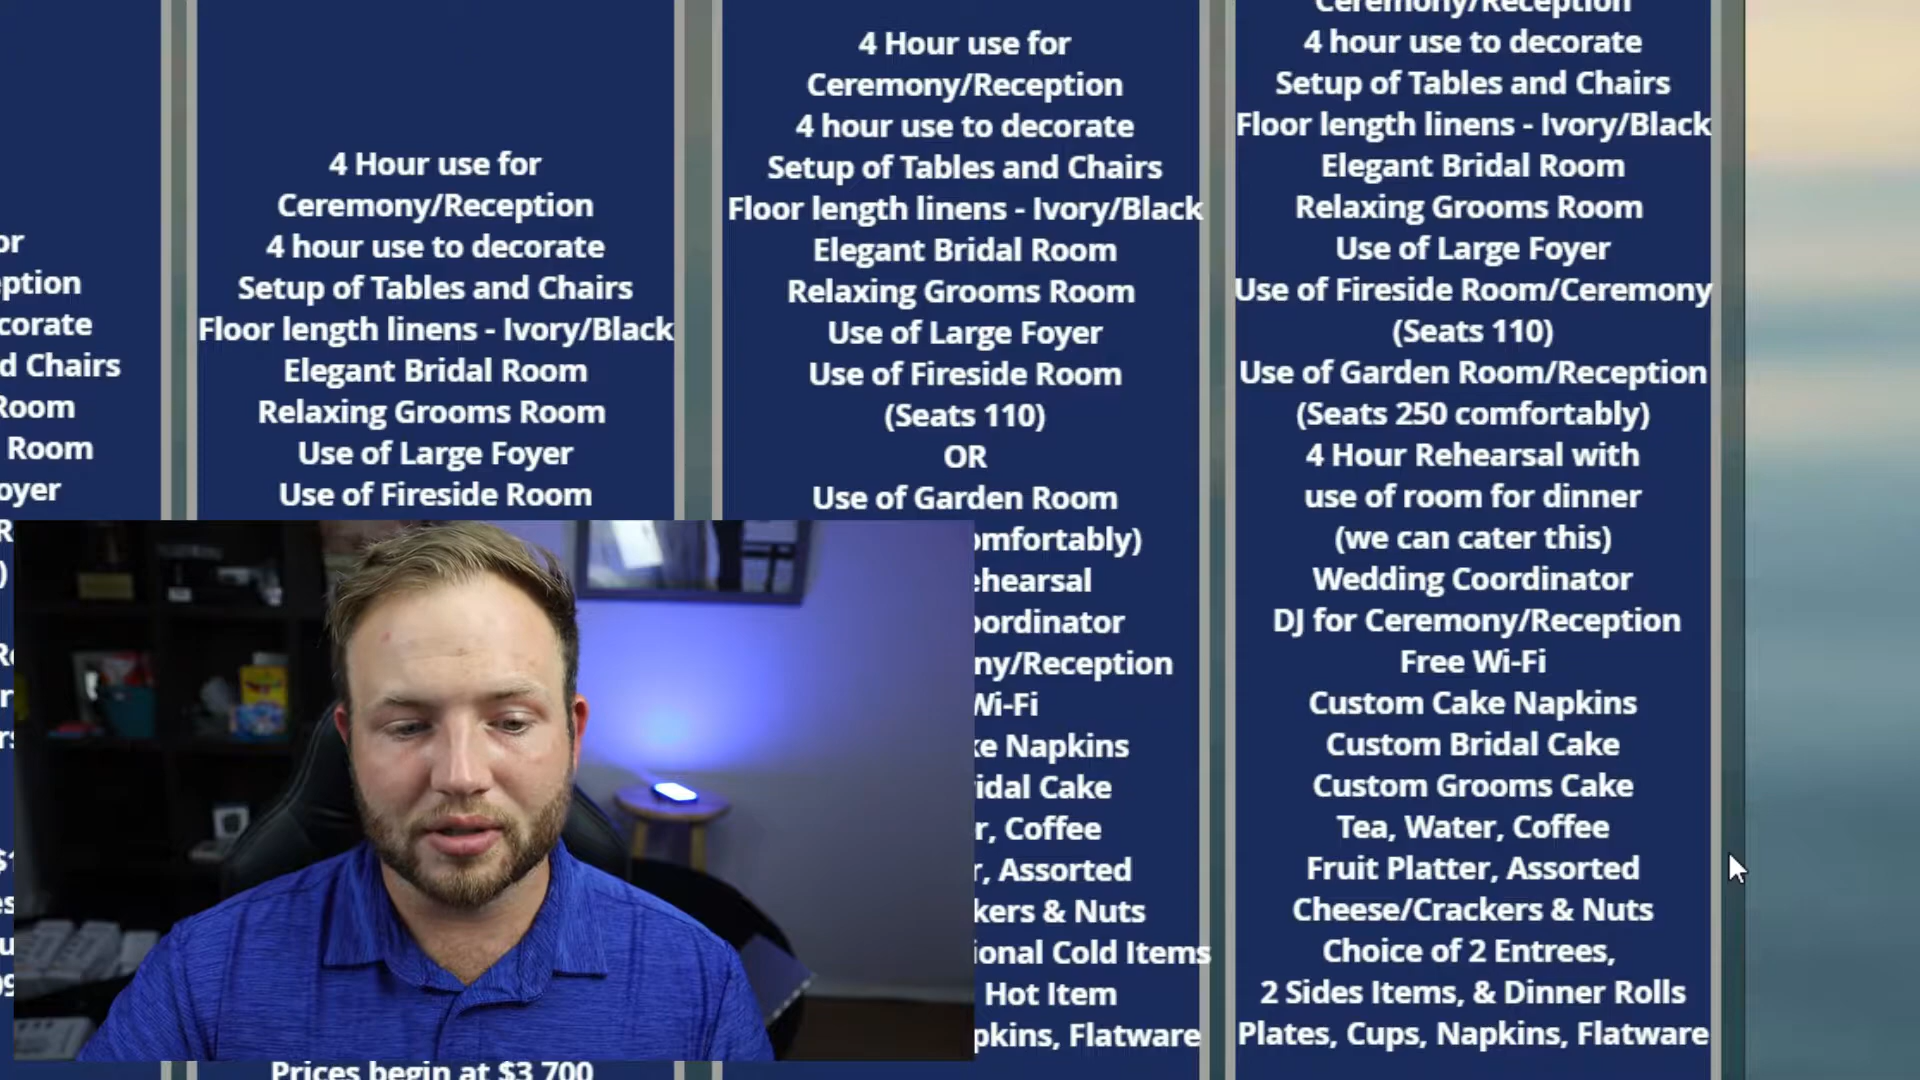 or
ption
corate
d Chairs
Room
Room
oyer
4 Hour use for
Ceremony/Reception
4 hour use to decorate
Setup of Tables and Chairs
Floor length linens - Ivory/Black
Elegant Bridal Room
Relaxing Grooms Room
Use of Large Foyer
Use of Fireside Room
Prices begin at $3,700
4 Hour use for
Ceremony/Reception
4 hour use to decorate
Setup of Tables and Chairs
Floor length linens - Ivory/Black
Elegant Bridal Room
Relaxing Grooms Room
Use of Large Foyer
Use of Fireside Room
(Seats 110)
OR
Use of Garden Room
omfortably)
ehearsal
oordinator
ny/Reception
Wi-Fi
ke Napkins
idal Cake
r, Coffee
r, Assorted
kers & Nuts
ional Cold Items
Hot Item
pkins, Flatware
Ceremony/Reception
4 hour use to decorate
Setup of Tables and Chairs
Floor length linens - Ivory/Black
Elegant Bridal Room
Relaxing Grooms Room
Use of Large Foyer
Use of Fireside Room/Ceremony
(Seats 110)
Use of Garden Room/Reception
(Seats 250 comfortably)
4 Hour Rehearsal with
use of room for dinner
(we can cater this)
Wedding Coordinator
DJ for Ceremony/Reception
Free Wi-Fi
Custom Cake Napkins
Custom Bridal Cake
Custom Grooms Cake
Tea, Water, Coffee
Fruit Platter, Assorted
Cheese/Crackers & Nuts
Choice of 2 Entrees,
2 Sides Items, & Dinner Rolls
Plates, Cups, Napkins, Flatware